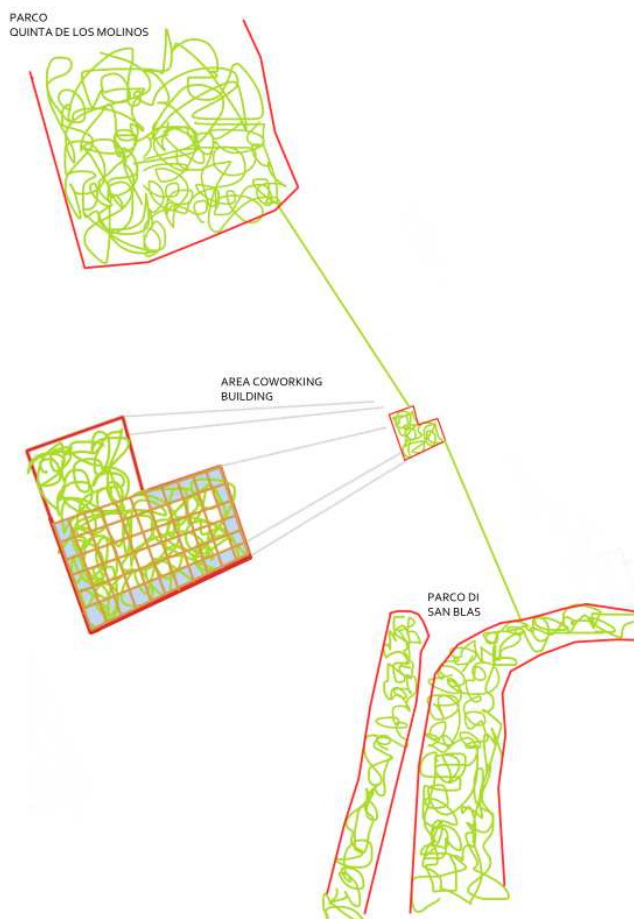 PARCO
QUINTA DE LOS MOLINOS
AREA COWORKING
BUILDING
PARCO DI
SAN BLAS